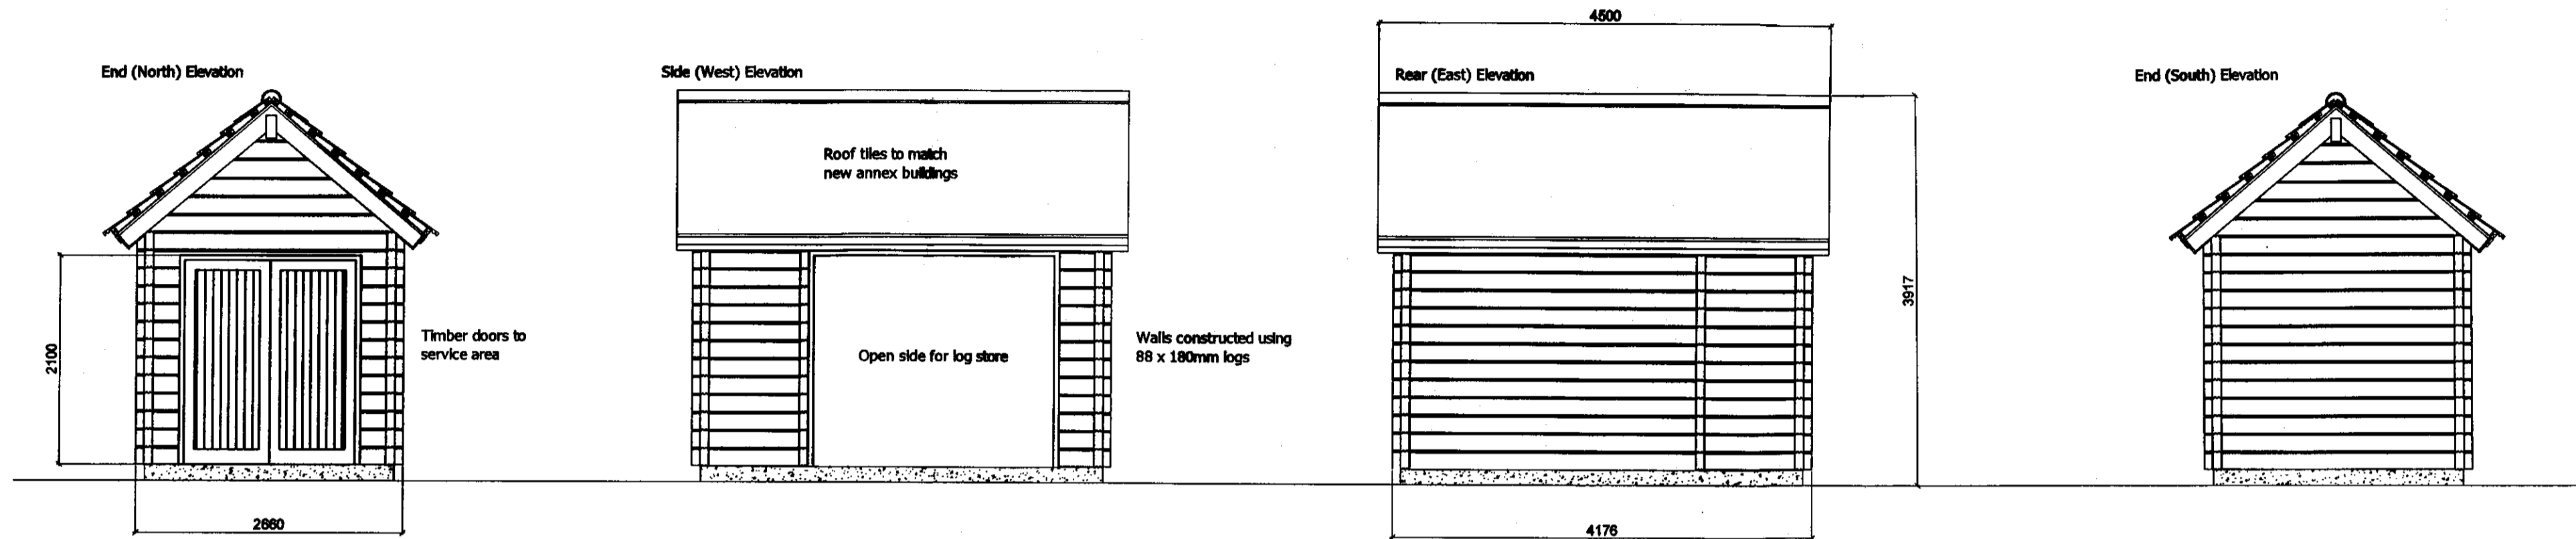 4500
End (North) Elevation
Side (West) Elevation
Rear (East) Elevation
End (South) Elevation
Roof tiles to match
new annex buildings
3917
2100
Timber doors to
service area
Open side for log store
Walls constructed using
88 x 180mm logs
2660
4176